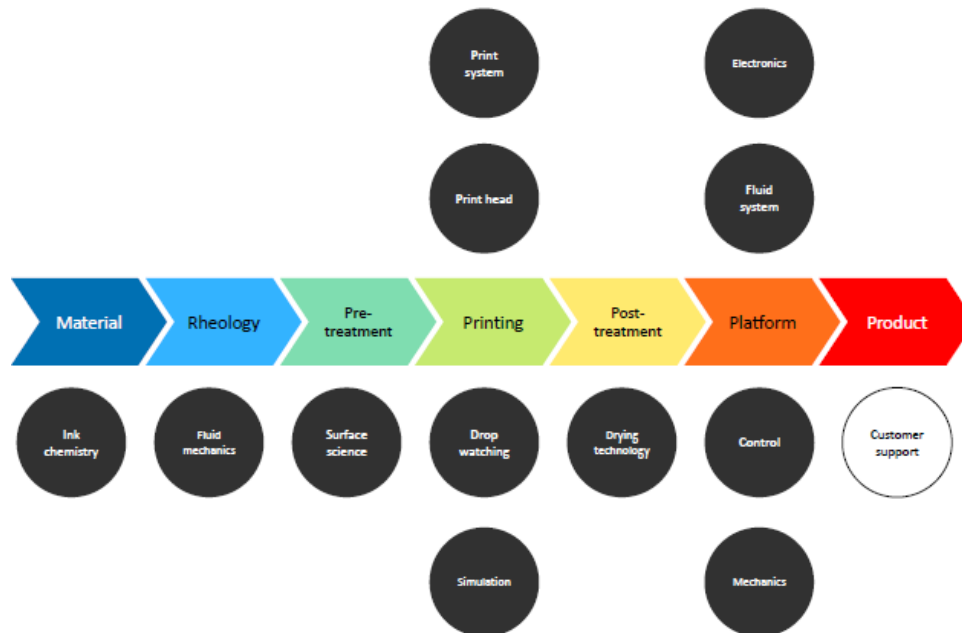 Print
system
Electronics
Print head
Fluid
system
Material
Rheology
Pre-
treatment
Printing
Post-
treatment
Platform
Product
Ink
chemistry
Fluid
mechanics
Surface
science
Drop
watching
Drying
technology
Control
Customer
support
Simulation
Mechanics